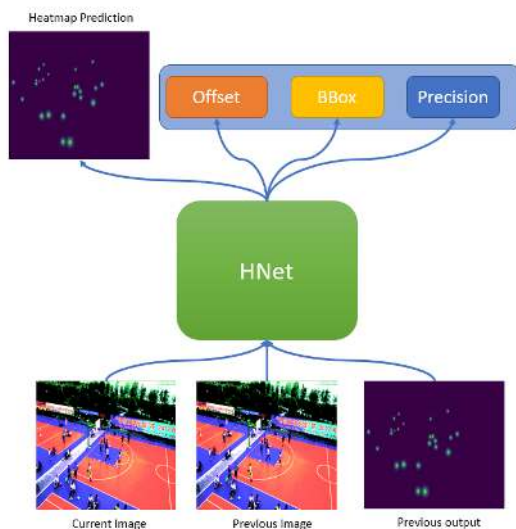 Heatmap Prediction
Offset
BBox
Precision
HNet
Current Image
Previous Image
Previous output